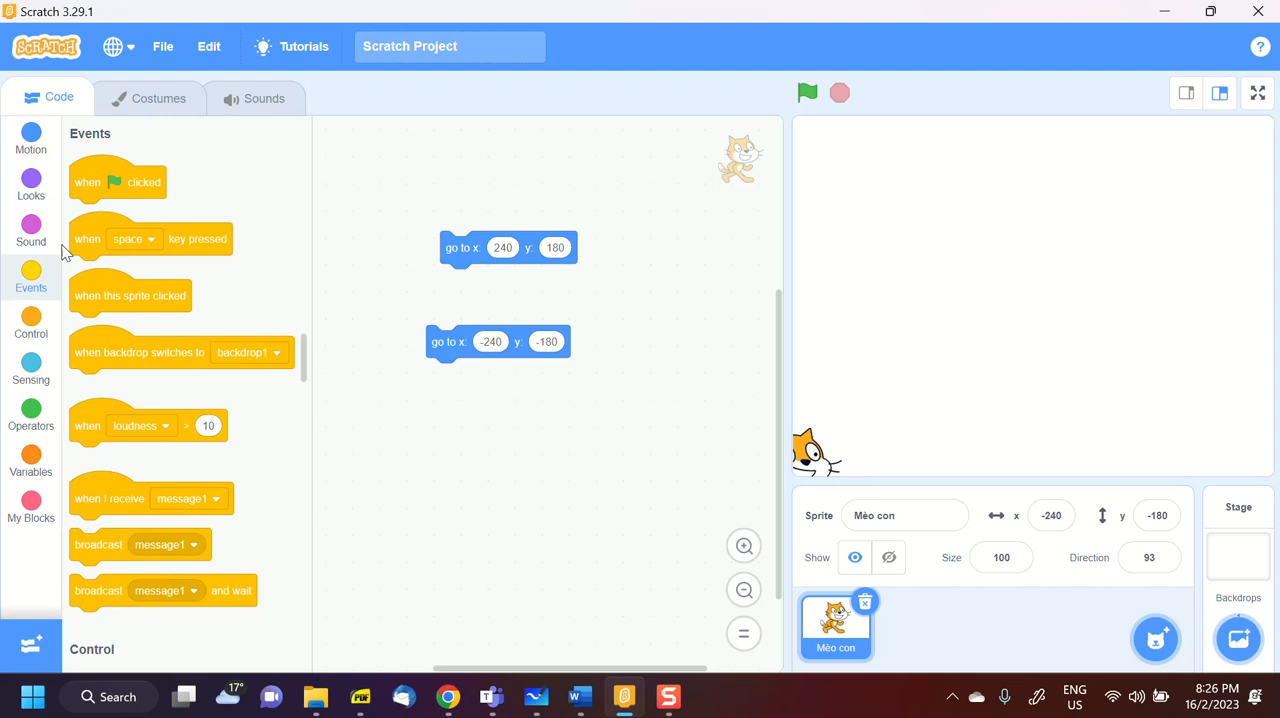 Scratch 3.29.1
SCRATCH File Edit Tutorials Scratch Project ?
Code Costumes Sounds
Motion
Looks
Sound
Events
Control
Sensing
Operators
Variables
My Blocks
Events
when clicked
when space key pressed
when this sprite clicked
when backdrop switches to backdrop1
when loudness > 10
when I receive message1
broadcast message1
broadcast message1 and wait
Control
go to x: 240 y: 180
go to x: -240 y: -180
Sprite Mèo con x -240 y -180
Show Size 100 Direction 93
Mèo con
Stage
Backdrops
Search
17°
PDF
ENG
US
8:26 PM
16/2/2023